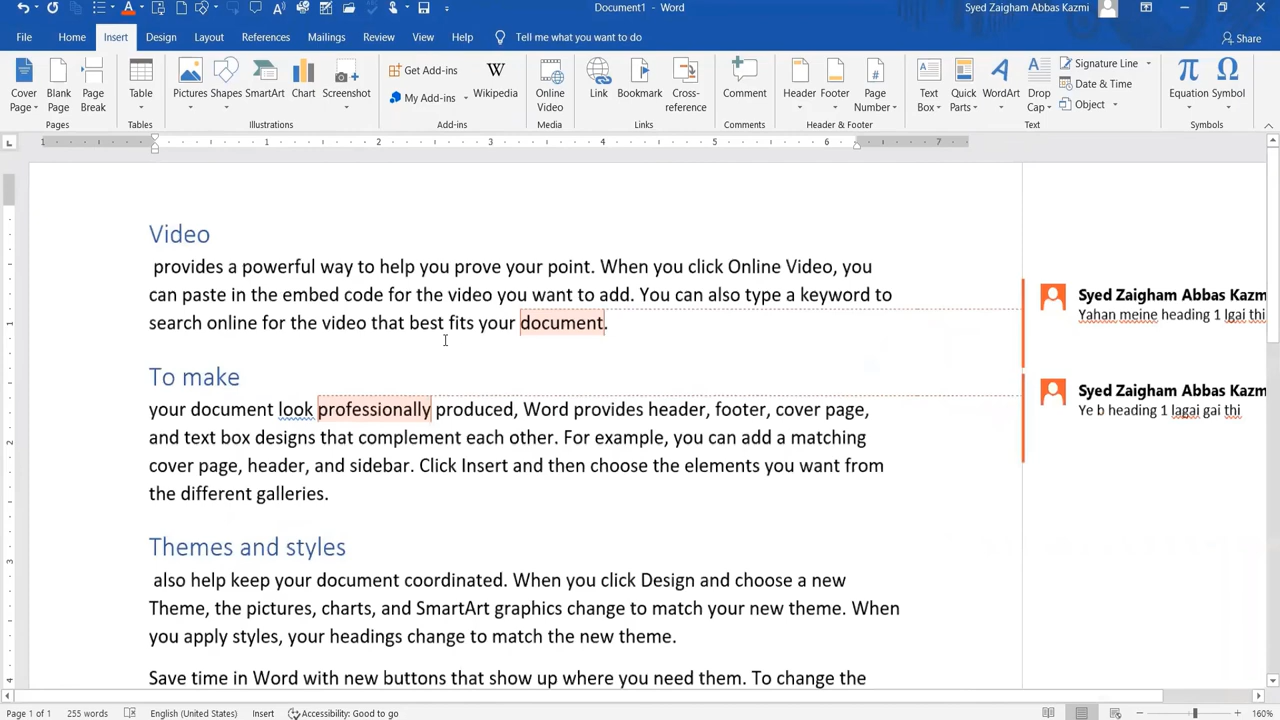 Document1 - Word
Syed Zaigham Abbas Kazmi
File Home Insert Design Layout References Mailings Review View Help Tell me what you want to do Share
Cover Page Blank Page Page Break Table Pictures Shapes SmartArt Chart Screenshot Get Add-ins My Add-ins Wikipedia Online Video Link Bookmark Cross-reference Comment Header Footer Page Number Text Box Quick Parts WordArt Drop Cap Signature Line Date & Time Object Equation Symbol
Pages Tables Illustrations Add-ins Media Links Comments Header & Footer Text Symbols
1 1 2 3 4 5 6 7
Video
provides a powerful way to help you prove your point. When you click Online Video, you
can paste in the embed code for the video you want to add. You can also type a keyword to
search online for the video that best fits your document.
Syed Zaigham Abbas Kazm
Yahan meine heading 1 lgai thi
To make
your document look professionally produced, Word provides header, footer, cover page,
and text box designs that complement each other. For example, you can add a matching
cover page, header, and sidebar. Click Insert and then choose the elements you want from
the different galleries.
Syed Zaigham Abbas Kazm
Ye b heading 1 lagai gai thi
Themes and styles
also help keep your document coordinated. When you click Design and choose a new
Theme, the pictures, charts, and SmartArt graphics change to match your new theme. When
you apply styles, your headings change to match the new theme.
Save time in Word with new buttons that show up where you need them. To change the
1
2
3
4
Page 1 of 1 255 words English (United States) Insert Accessibility: Good to go 160%